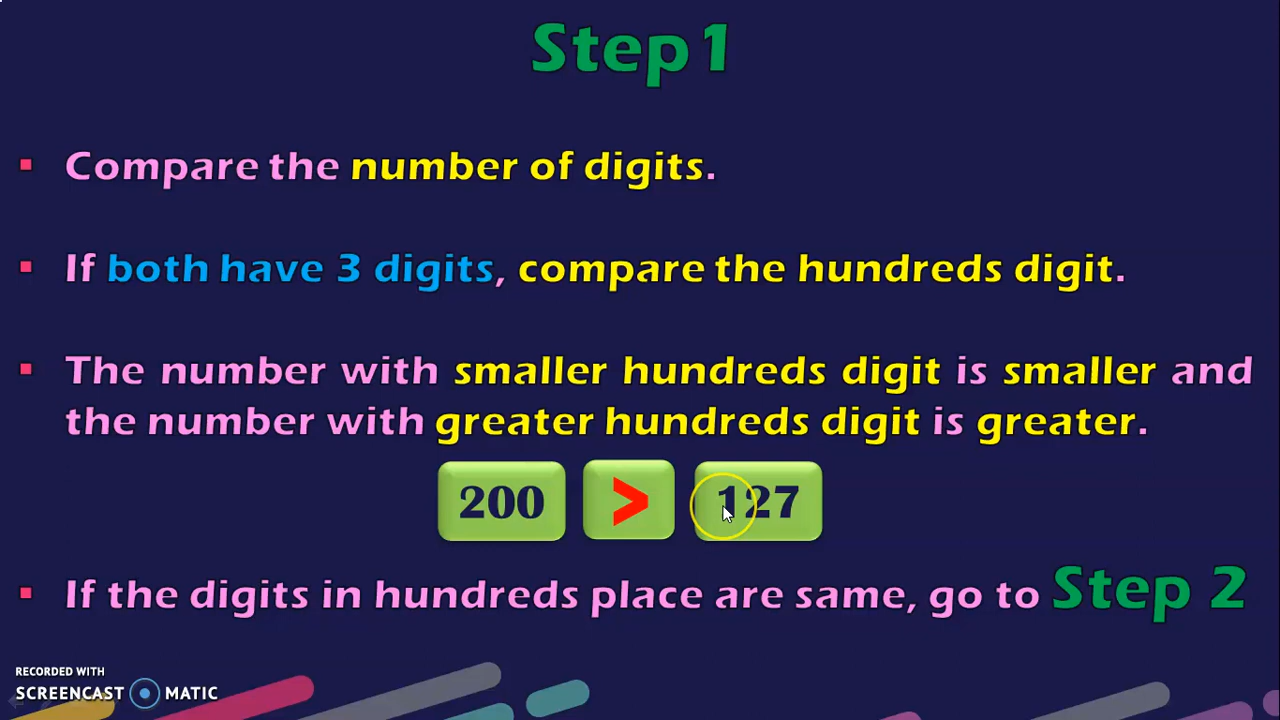 Step 1
Compare the number of digits.
If both have 3 digits, compare the hundreds digit.
The number with smaller hundreds digit is smaller and
the number with greater hundreds digit is greater.
200 > 127
If the digits in hundreds place are same, go to Step 2
RECORDED WITH
SCREENCAST MATIC